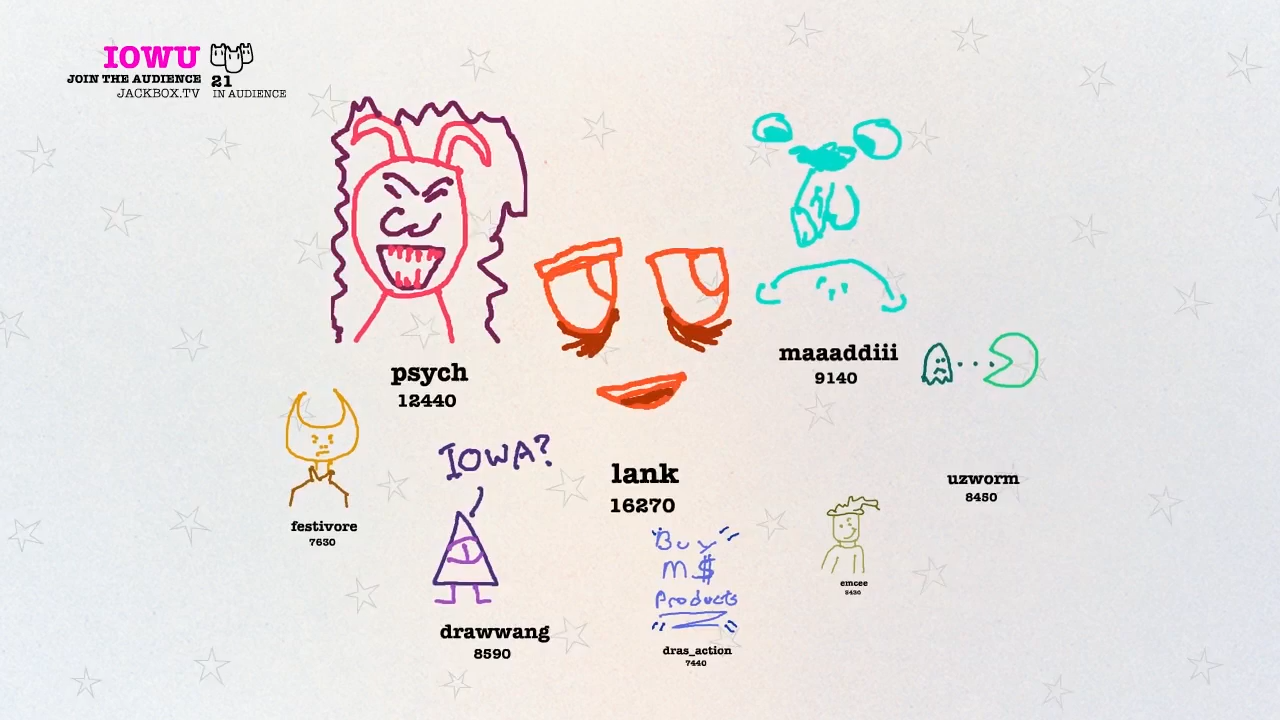 IOWU
JOIN THE AUDIENCE
JACKBOX.TV
21
IN AUDIENCE
psych
12440
maaaddiii
9140
lank
16270
festivore
7630
IOWA?
drawwang
8590
Buy
M$
Products
dras_action
7440
emcee
5430
uzworm
8450